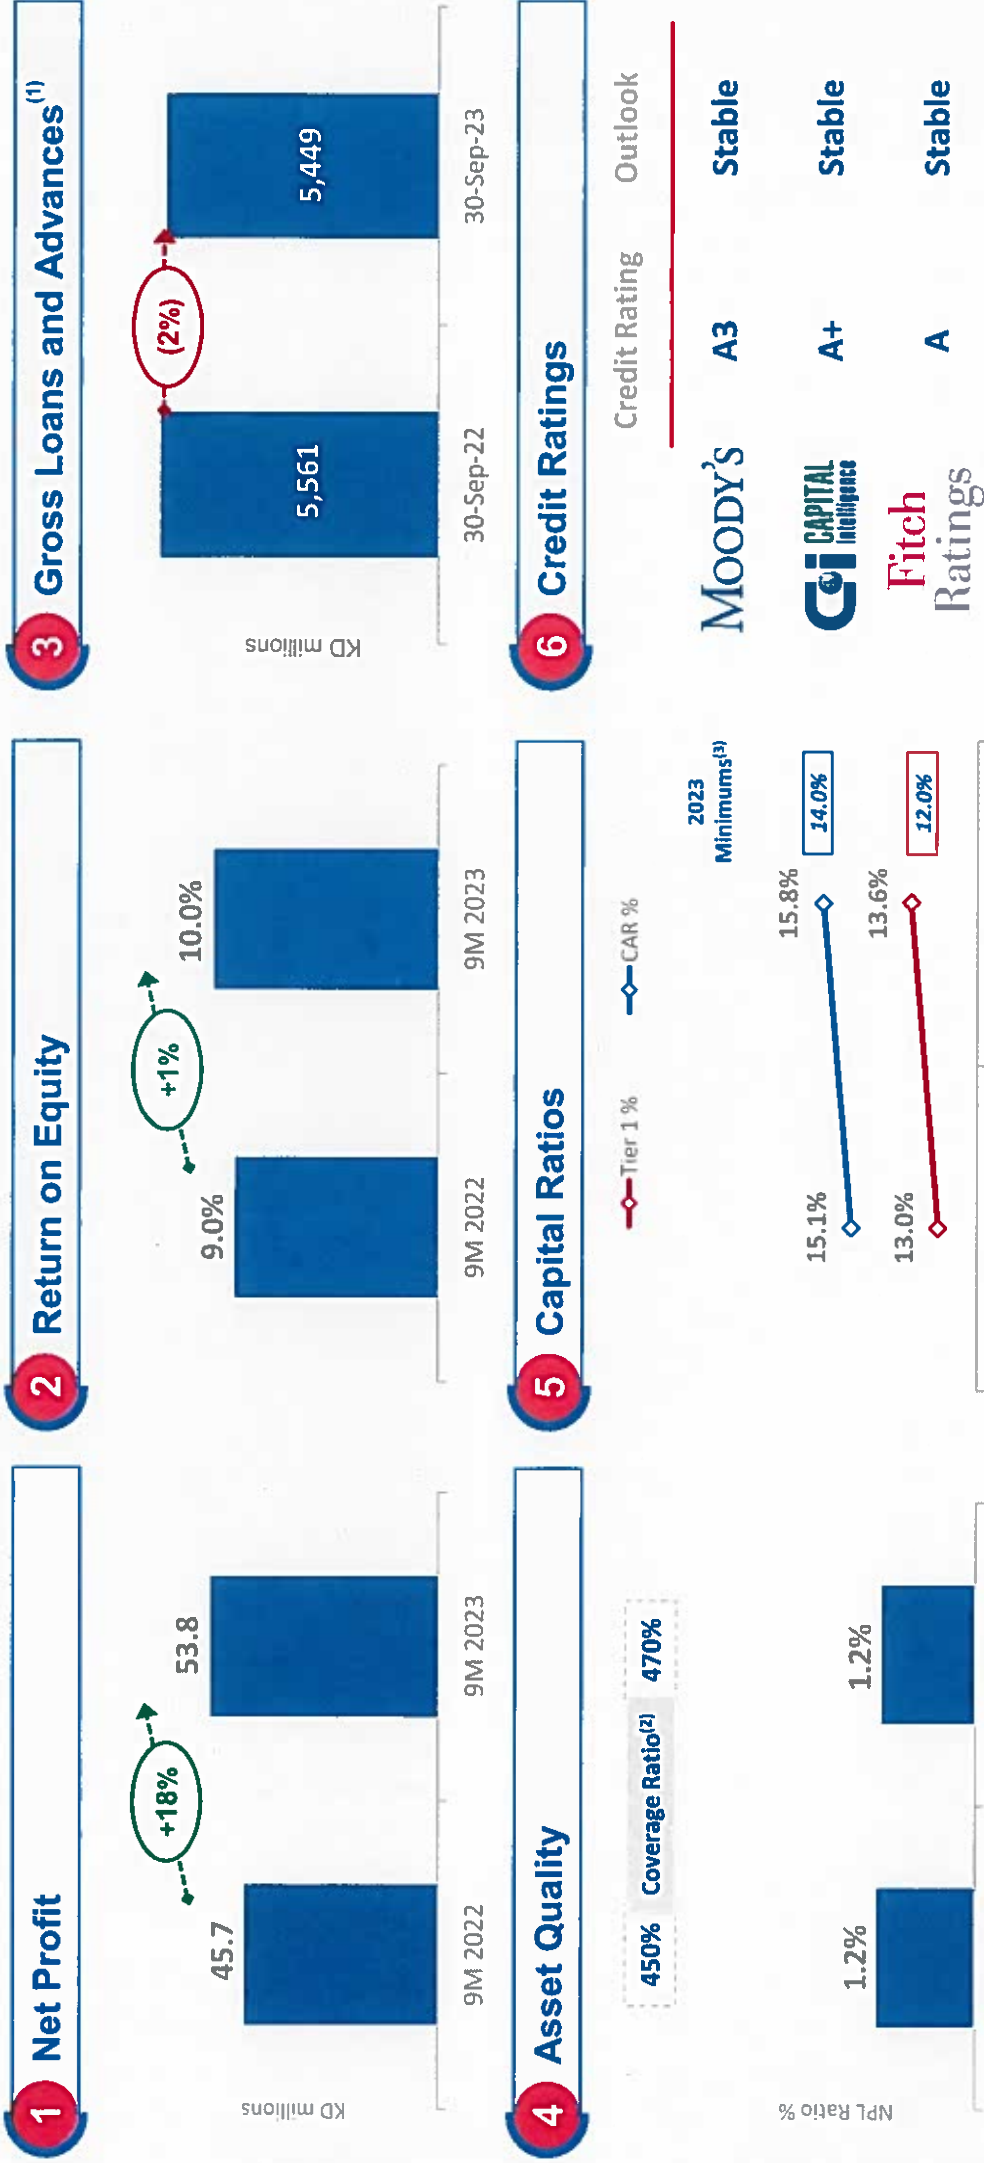 1 Net Profit
KD millions
45.7
+18%
53.8
9M 2022
9M 2023
2 Return on Equity
9.0%
+1%
10.0%
9M 2022
9M 2023
3 Gross Loans and Advances(1)
KD millions
5,561
(2%)
5,449
30-Sep-22
30-Sep-23
4 Asset Quality
450% Coverage Ratio(2) 470%
NPL Ratio %
1.2%
1.2%
5 Capital Ratios
Tier 1 %
CAR %
2023
Minimums(3)
15.1%
15.8%
14.0%
13.0%
13.6%
12.0%
6 Credit Ratings
Credit Rating Outlook
MOODY'S A3 Stable
Ci CAPITAL
Intelligence
A+ Stable
Fitch
Ratings
A Stable